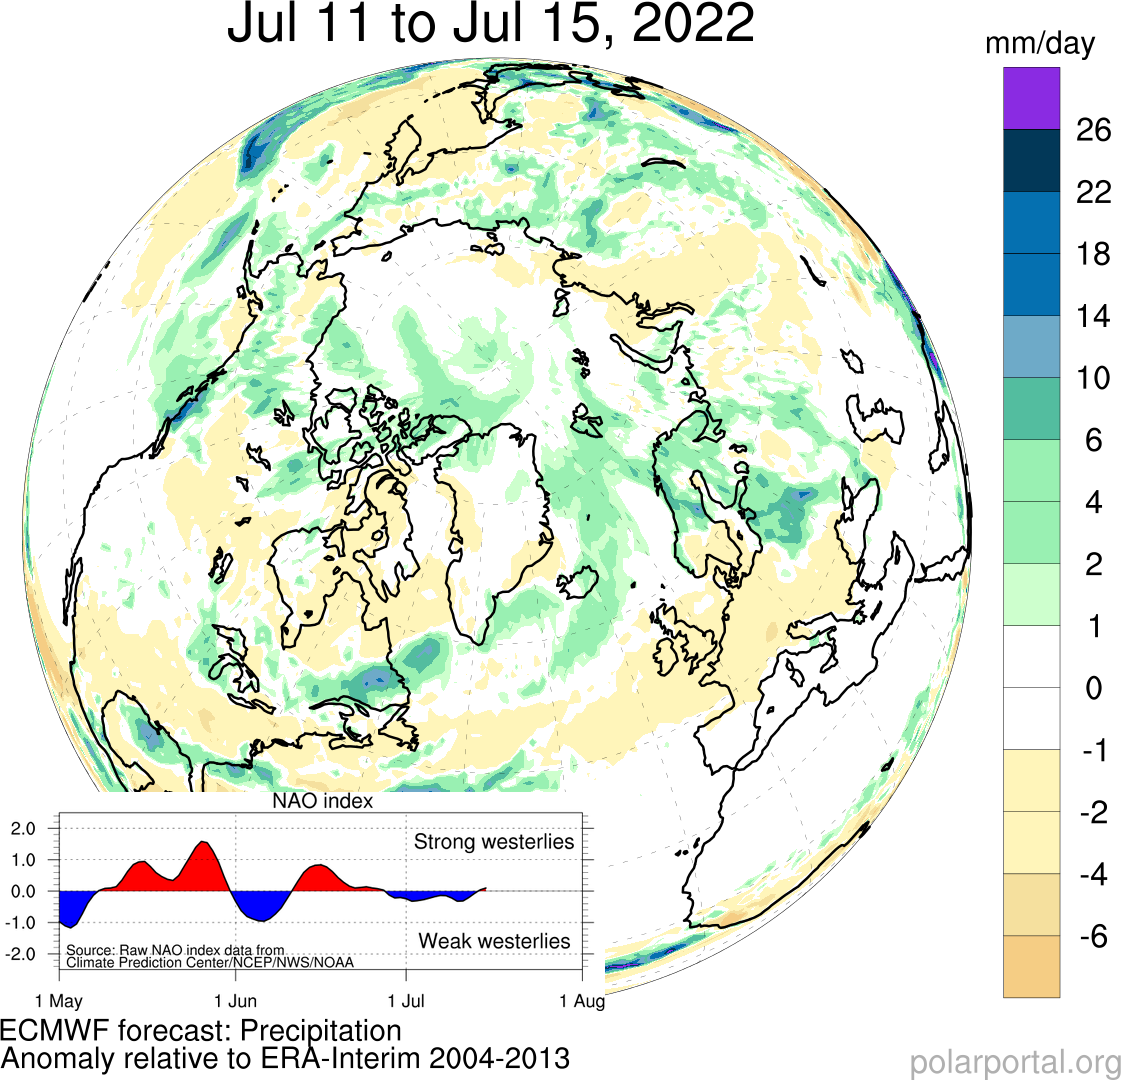 Jul 11 to Jul 15, 2022
mm/day
26
22
18
14
10
6
4
2
1
0
-1
-2
-4
-6
NAO index
2.0
1.0
0.0
-1.0
-2.0
Strong westerlies
Weak westerlies
Source: Raw NAO index data from
Climate Prediction Center/NCEP/NWS/NOAA
1 May 1 Jun 1 Jul 1 Aug
ECMWF forecast: Precipitation
Anomaly relative to ERA-Interim 2004-2013
polarportal.org